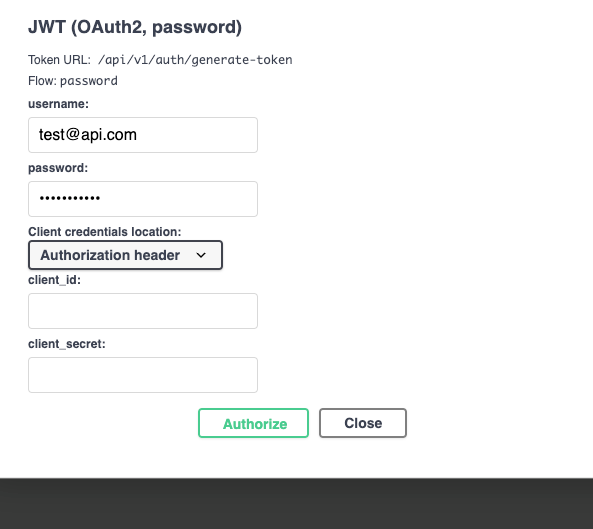 JWT (OAuth2, password)
Token URL: /api/v1/auth/generate-token
Flow: password
username:
test@api.com
password:
•••••••••••
Client credentials location:
Authorization header
client_id:
client_secret:
Authorize Close